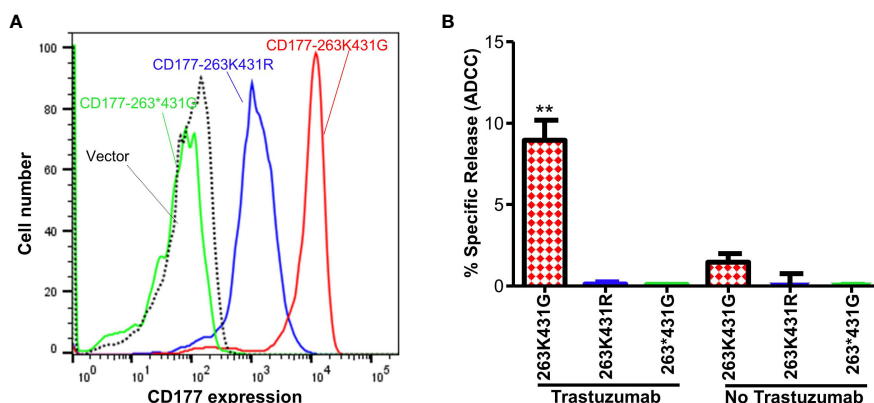 A
CD177-263K431G
CD177-263K431R
CD177-263*431G
Vector
Cell number
100
80
60
40
20
0
10^0 10^1 10^2 10^3 10^4 10^5
CD177 expression
B
% Specific Release (ADCC)
15
10
5
0
**
263K431G 263K431R 263*431G 263K431G 263K431R 263*431G
Trastuzumab No Trastuzumab